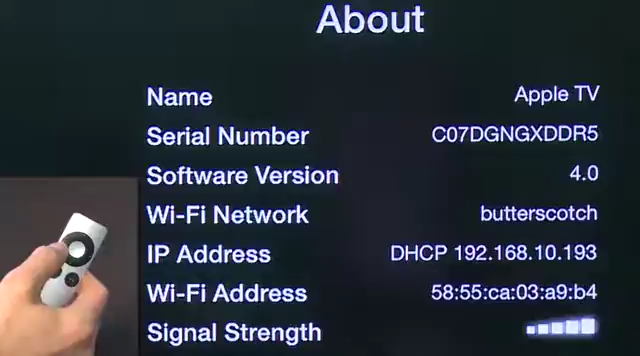 About
Name Apple TV
Serial Number C07DGNGXDDR5
Software Version 4.0
Wi-Fi Network butterscotch
IP Address DHCP 192.168.10.193
Wi-Fi Address 58:55:ca:03:a9:b4
Signal Strength